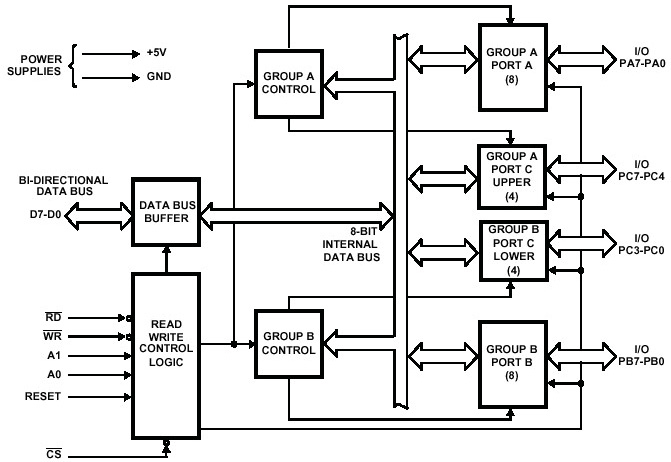 POWER
SUPPLIES
+5V
GND
GROUP A
CONTROL
GROUP A
PORT A
(8)
I/O
PA7-PA0
BI-DIRECTIONAL
DATA BUS
D7-D0
DATA BUS
BUFFER
8-BIT
INTERNAL
DATA BUS
GROUP A
PORT C
UPPER
(4)
I/O
PC7-PC4
GROUP B
PORT C
LOWER
(4)
I/O
PC3-PC0
RD
WR
A1
A0
RESET
CS
READ
WRITE
CONTROL
LOGIC
GROUP B
CONTROL
GROUP B
PORT B
(8)
I/O
PB7-PB0